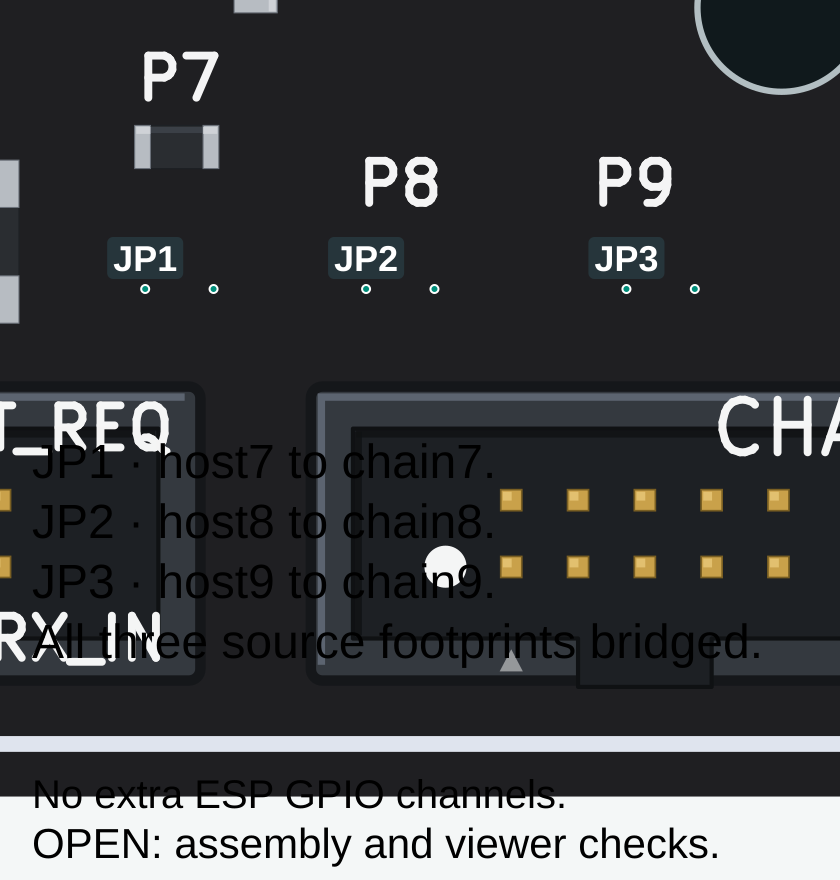 P7
P8 P9
JP1 JP2 JP3
T_REQ CHA
JP1 · host7 to chain7.
JP2 · host8 to chain8.
JP3 · host9 to chain9.
RX_IN
All three source footprints bridged.
No extra ESP GPIO channels.
OPEN: assembly and viewer checks.